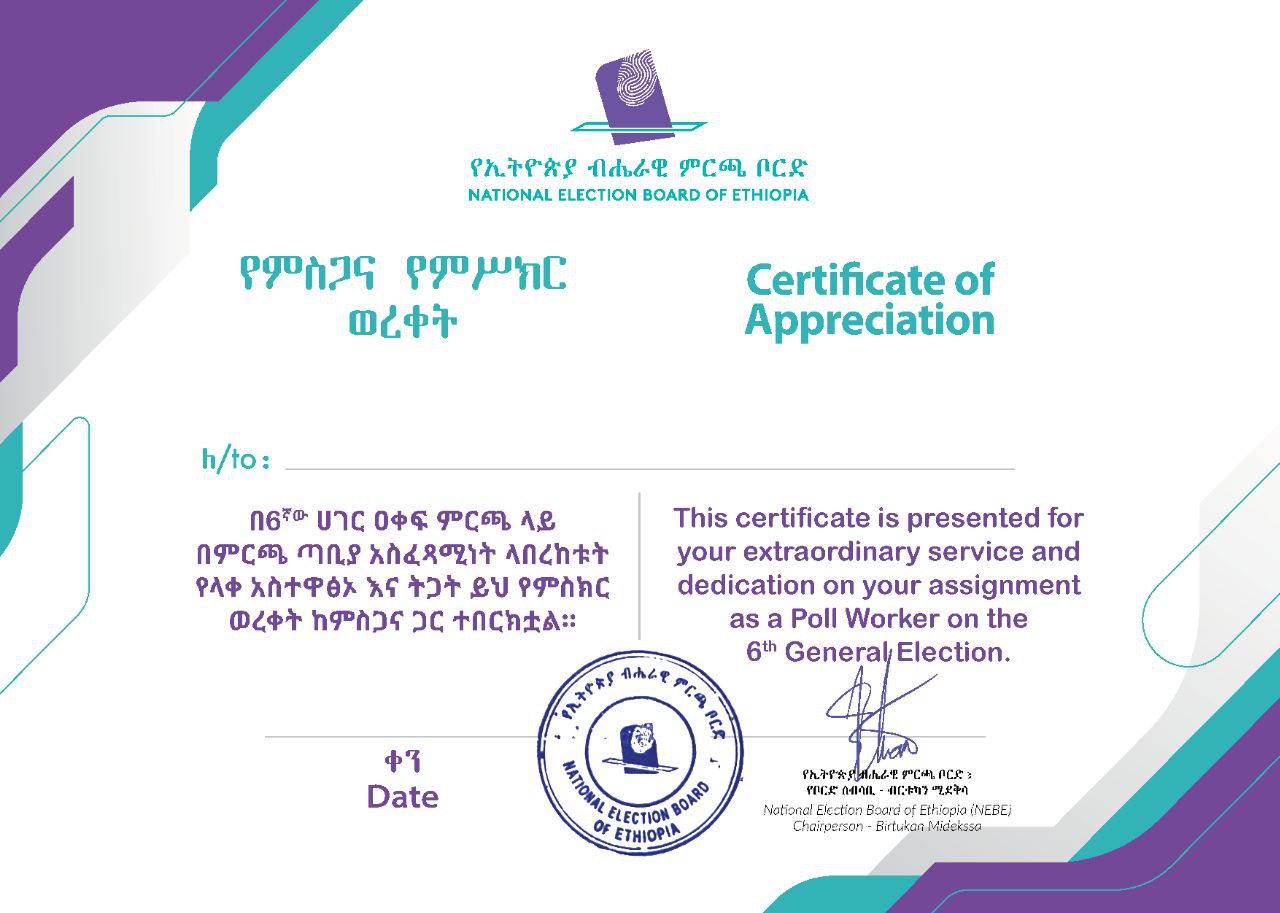 የኢትዮጵያ ብሔራዊ ምርጫ ቦርድ
NATIONAL ELECTION BOARD OF ETHIOPIA
የምስጋና የምሥክር
ወረቀት
Certificate of
Appreciation
ለ/to:
በ6ኛው ሀገር ዐቀፍ ምርጫ ላይ
በምርጫ ጣቢያ አስፈጻሚነት ላበረከቱት
የላቀ አስተዋፅኦ እና ትጋት ይህ የምስክር
ወረቀት ከምስጋና ጋር ተበርክቷል።
This certificate is presented for
your extraordinary service and
dedication on your assignment
as a Poll Worker on the
6th General Election.
ቀን
Date
የኢትዮጵያ ብሔራዊ ምርጫ ቦርድ
NATIONAL ELECTION BOARD
OF ETHIOPIA
የኢትዮጵያ ብሔራዊ ምርጫ ቦርድ ፡
የቦርድ ሰብሳቢ - ብርቱካን ሚደቅሳ
National Election Board of Ethiopia (NEBE)
Chairperson - Birtukan Midekssa